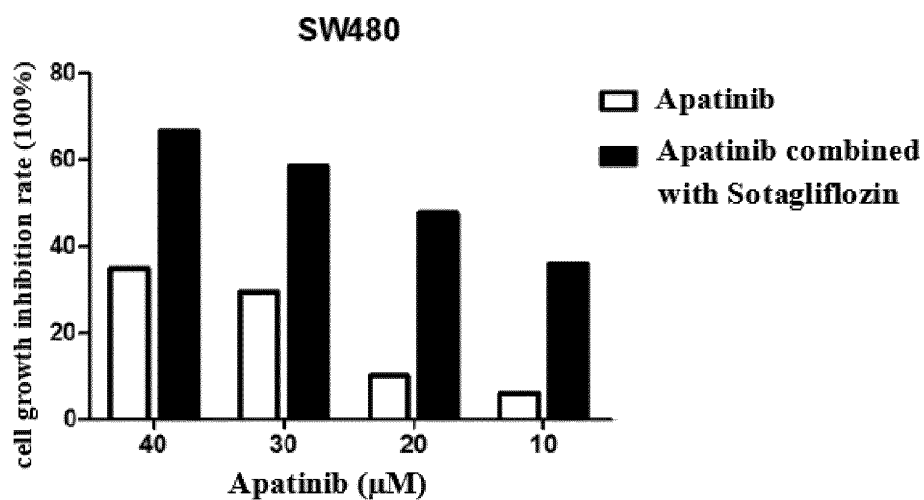 SW480
cell growth inhibition rate (100%)
80
60
40
20
0
40 30 20 10
Apatinib (μM)
Apatinib
Apatinib combined
with Sotagliflozin